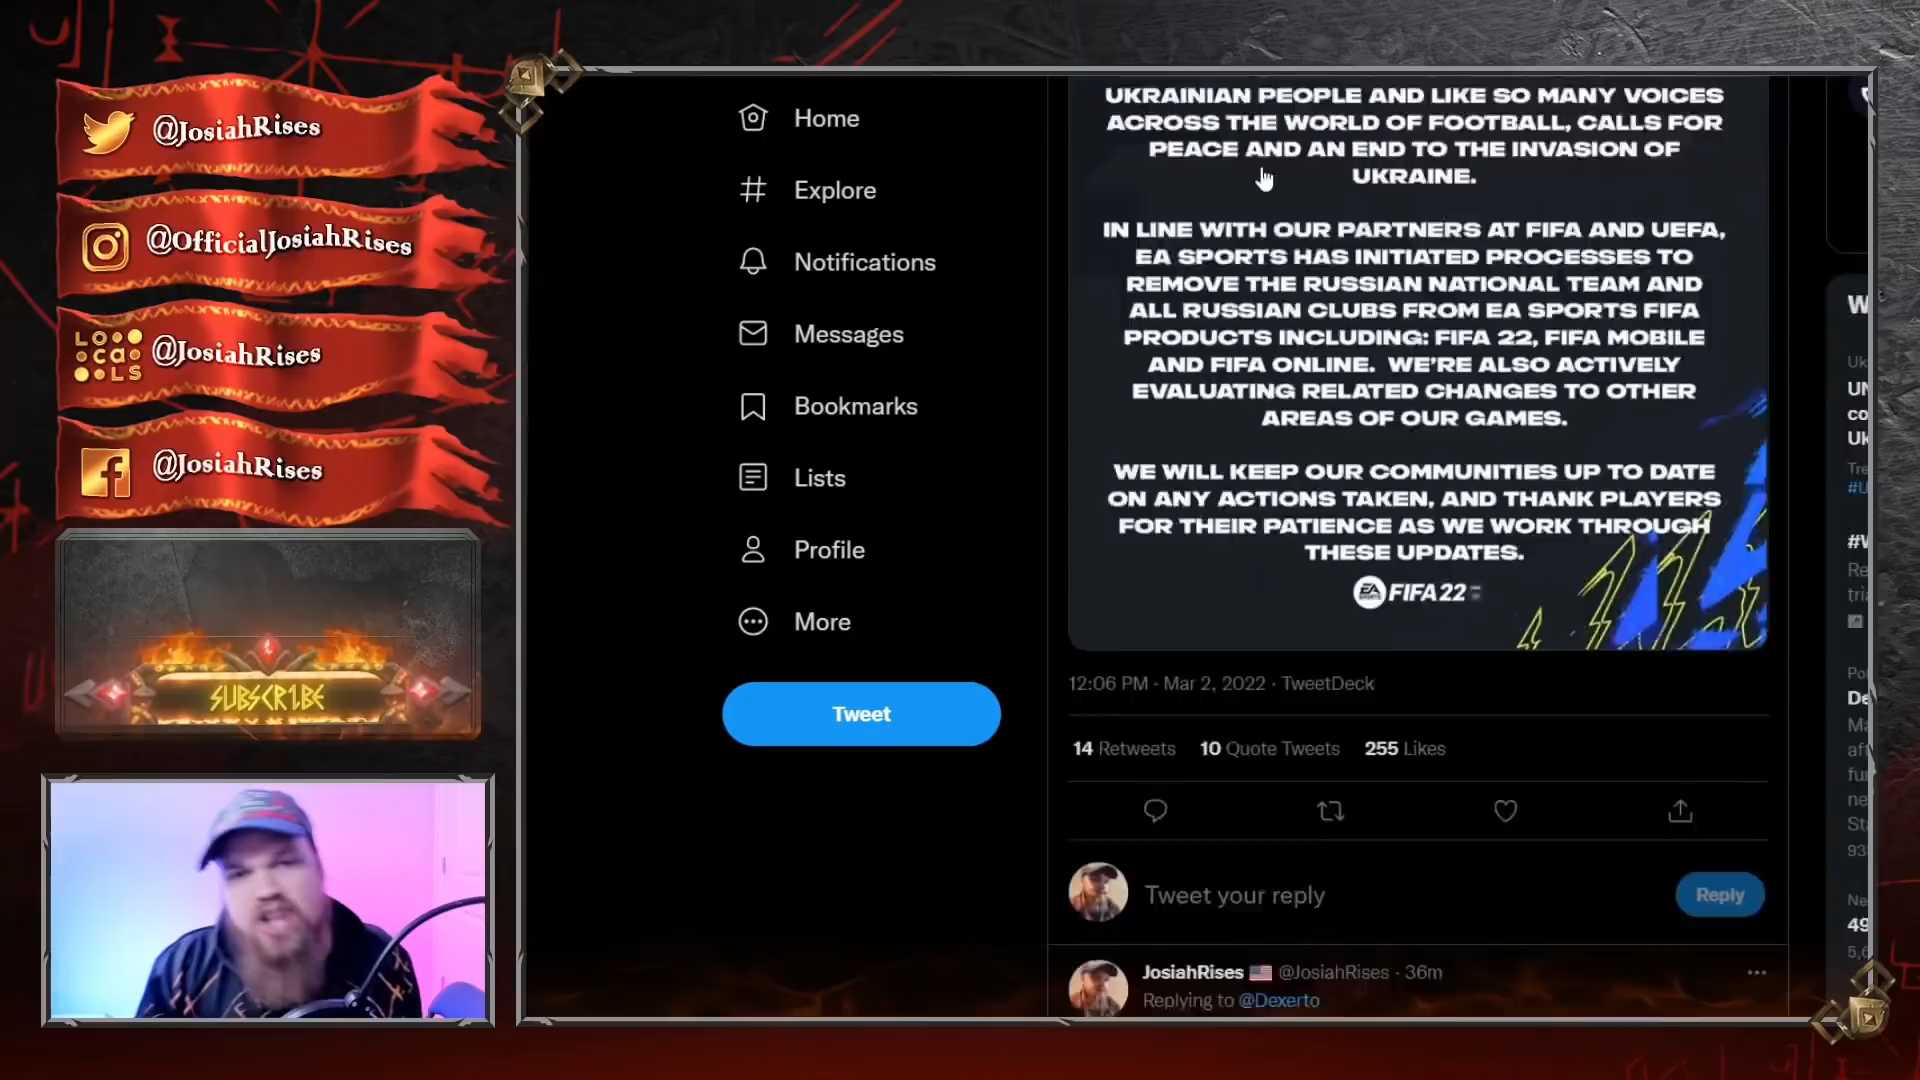 @JosiahRises
@OfficialJosiahRises
LOcaLS
@JosiahRises
@JosiahRises
SUBSCRIBE
Home
Explore
Notifications
Messages
Bookmarks
Lists
Profile
More
Tweet
UKRAINIAN PEOPLE AND LIKE SO MANY VOICES
ACROSS THE WORLD OF FOOTBALL, CALLS FOR
PEACE AND AN END TO THE INVASION OF
UKRAINE.
IN LINE WITH OUR PARTNERS AT FIFA AND UEFA,
EA SPORTS HAS INITIATED PROCESSES TO
REMOVE THE RUSSIAN NATIONAL TEAM AND
ALL RUSSIAN CLUBS FROM EA SPORTS FIFA
PRODUCTS INCLUDING: FIFA 22, FIFA MOBILE
AND FIFA ONLINE. WE'RE ALSO ACTIVELY
EVALUATING RELATED CHANGES TO OTHER
AREAS OF OUR GAMES.
WE WILL KEEP OUR COMMUNITIES UP TO DATE
ON ANY ACTIONS TAKEN, AND THANK PLAYERS
FOR THEIR PATIENCE AS WE WORK THROUGH
THESE UPDATES.
EA SPORTS FIFA 22
12:06 PM · Mar 2, 2022 · TweetDeck
14 Retweets 10 Quote Tweets 255 Likes
Tweet your reply
Reply
JosiahRises @JosiahRises · 36m
Replying to @Dexerto